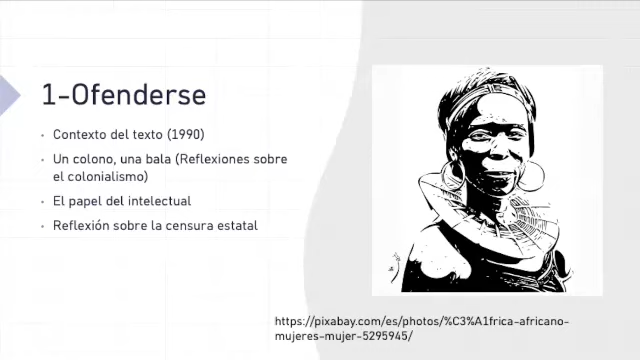 1-Ofenderse
• Contexto del texto (1990)
• Un colono, una bala (Reflexiones sobre
el colonialismo)
• El papel del intelectual
• Reflexión sobre la censura estatal
https://pixabay.com/es/photos/%C3%A1frica-africano-
mujeres-mujer-5295945/